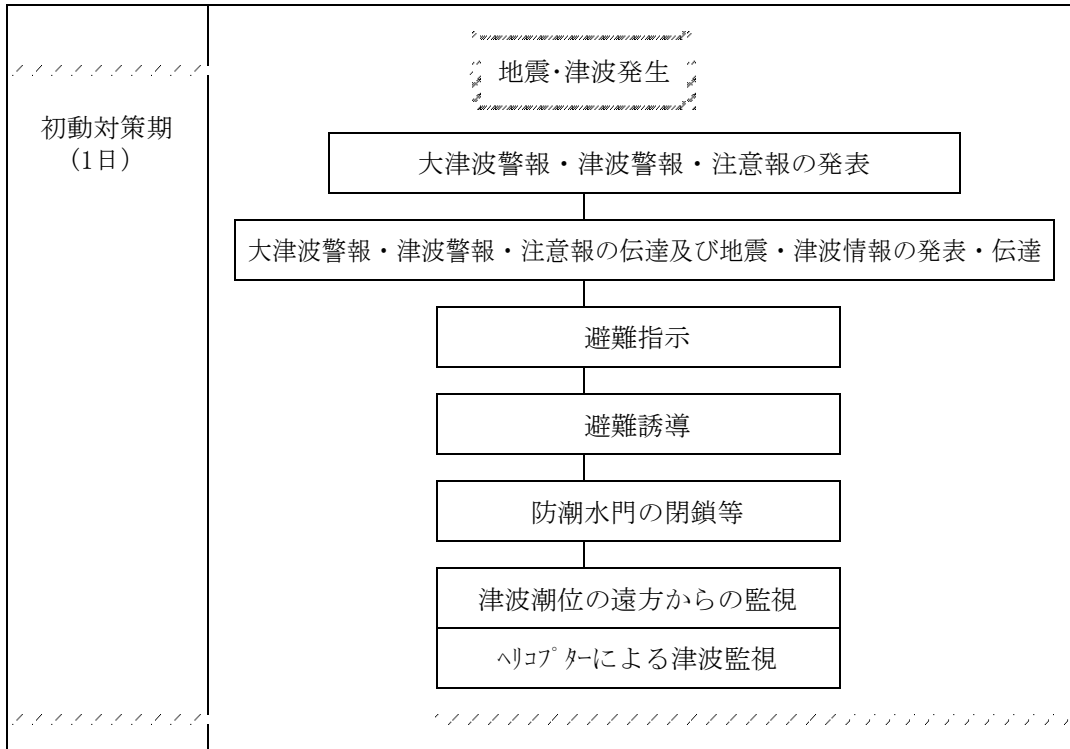 地震・津波発生
初動対策期
(1日)
大津波警報・津波警報・注意報の発表
大津波警報・津波警報・注意報の伝達及び地震・津波情報の発表・伝達
避難指示
避難誘導
防潮水門の閉鎖等
津波潮位の遠方からの監視
ﾍﾘｺﾌﾟﾀｰによる津波監視